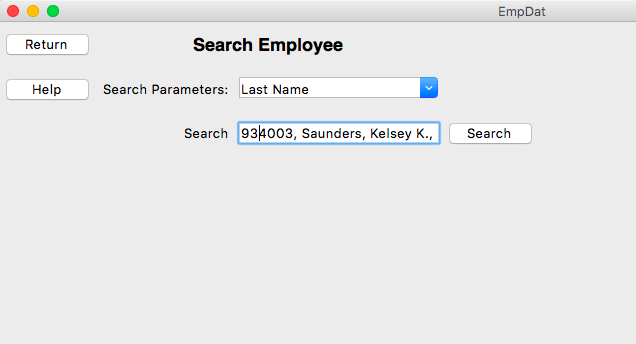 EmpDat
Return
Search Employee
Help
Search Parameters:
Last Name
Search
934003, Saunders, Kelsey K.,
Search